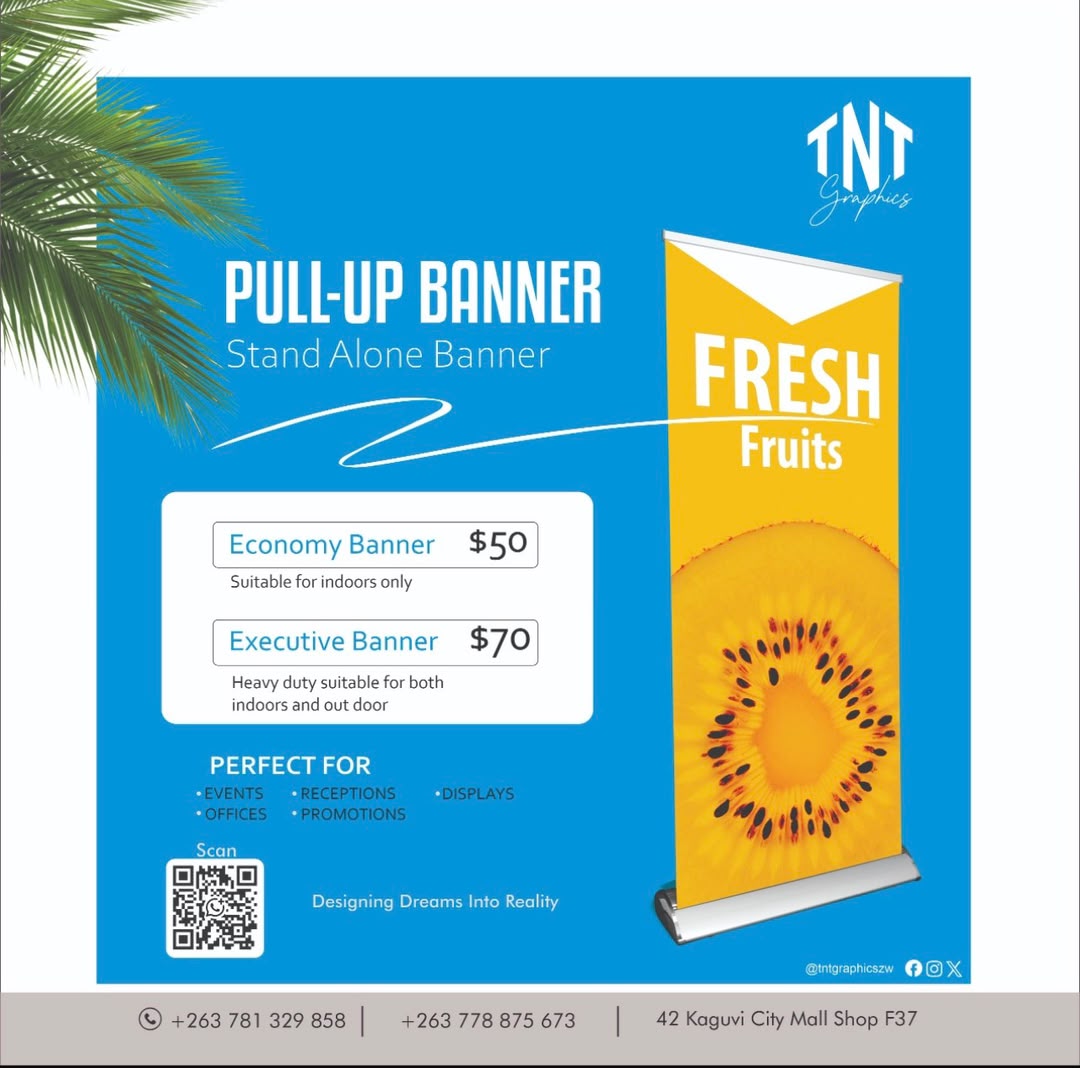 TNT
Graphics
PULL-UP BANNER
Stand Alone Banner
FRESH
Fruits
Economy Banner $50
Suitable for indoors only
Executive Banner $70
Heavy duty suitable for both
indoors and out door
PERFECT FOR
•EVENTS •RECEPTIONS •DISPLAYS
•OFFICES •PROMOTIONS
Scan
Designing Dreams Into Reality
@tntgraphicszw
+263 781 329 858 | +263 778 875 673 | 42 Kaguvi City Mall Shop F37